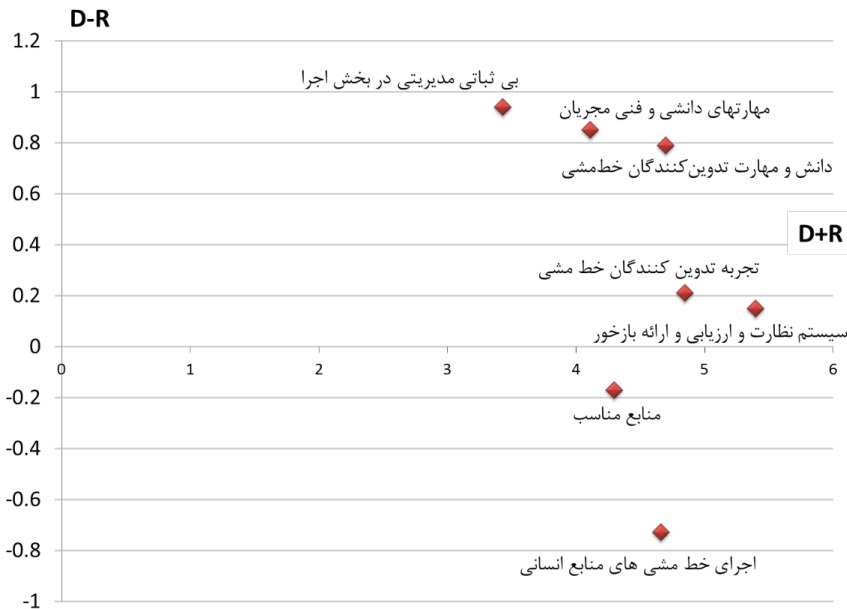 D-R
1.2
بی ثباتی مدیریتی در بخش اجرا
1
مهارتهای دانشی و فنی مجریان
0.8
دانش و مهارت تدوین‌کنندگان خط‌مشی
0.6
D+R
0.4
تجربه تدوین کنندگان خط مشی
0.2
سیستم نظارت و ارزیابی و ارائه بازخور
0
0 1 2 3 4 5 6
-0.2
منابع مناسب
-0.4
-0.6
-0.8
اجرای خط مشی های منابع انسانی
-1